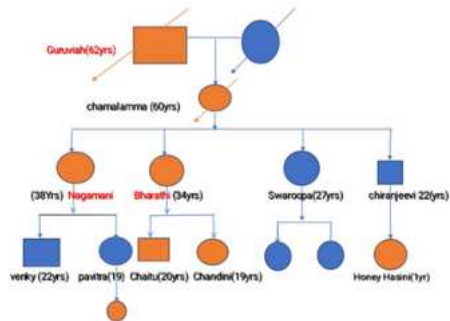 Guruviah(62yrs)
chamalamma (60yrs)
(38Yrs) Nagamani
Bharathi (34yrs)
Swaroopa(27yrs)
chiranjeevi 22(yrs)
venky (22yrs)
pavitra(19)
Chaitu(20yrs)
Chandini(19yrs)
Honey Hasini(1yr)